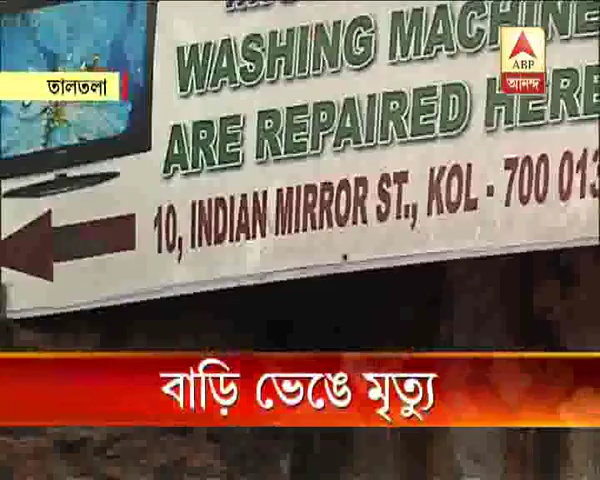 WASHING MACHINE
ARE REPAIRED HERE
10, INDIAN MIRROR ST., KOL - 700 013
তালতলা
ABP
আনন্দ
বাড়ি ভেঙে মৃত্যু